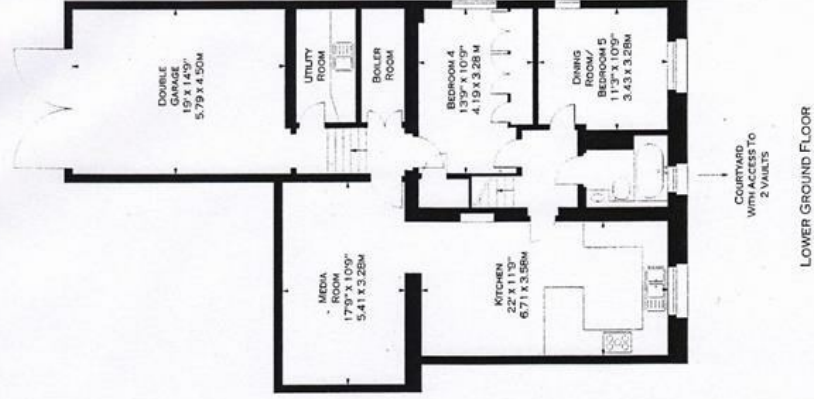 DOUBLE
GARAGE
19' X 14'9"
5.79 X 4.50M
UTILITY
ROOM
BOILER
ROOM
BEDROOM 4
13'9" X 10'9"
4.19 X 3.28 M
DINING
ROOM/
BEDROOM 5
11'3" X 10'9"
3.43 X 3.28M
MEDIA
ROOM
17'9" X 10'9"
5.41 X 3.28M
KITCHEN
22' X 11'9"
6.71 X 3.58M
COURTYARD
WITH ACCESS TO
2 VAULTS
LOWER GROUND FLOOR